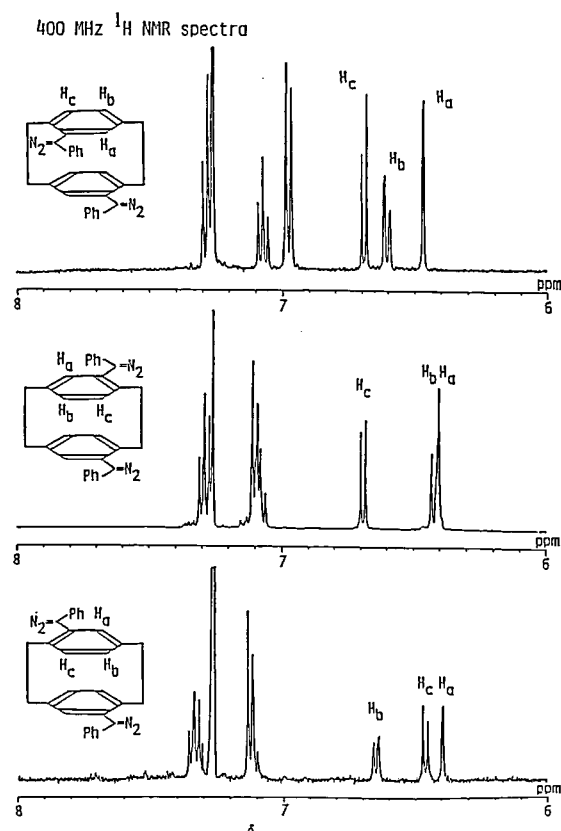 400 MHz ¹H NMR spectra
Hc Hb
N2=
Ha
Ph
Ph =N2
Hc
Hb
Ha
8 7 6
ppm
Ha Ph =N2
Hb Hc
Ph =N2
Hc
Hb Ha
8 7 6
ppm
N2= Ph Ha
Hc Hb
Ph =N2
Hb
Hc Ha
8 7 6
ppm
δ